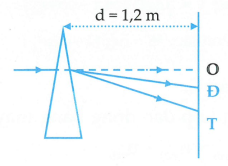 d = 1,2 m
O
Đ
T